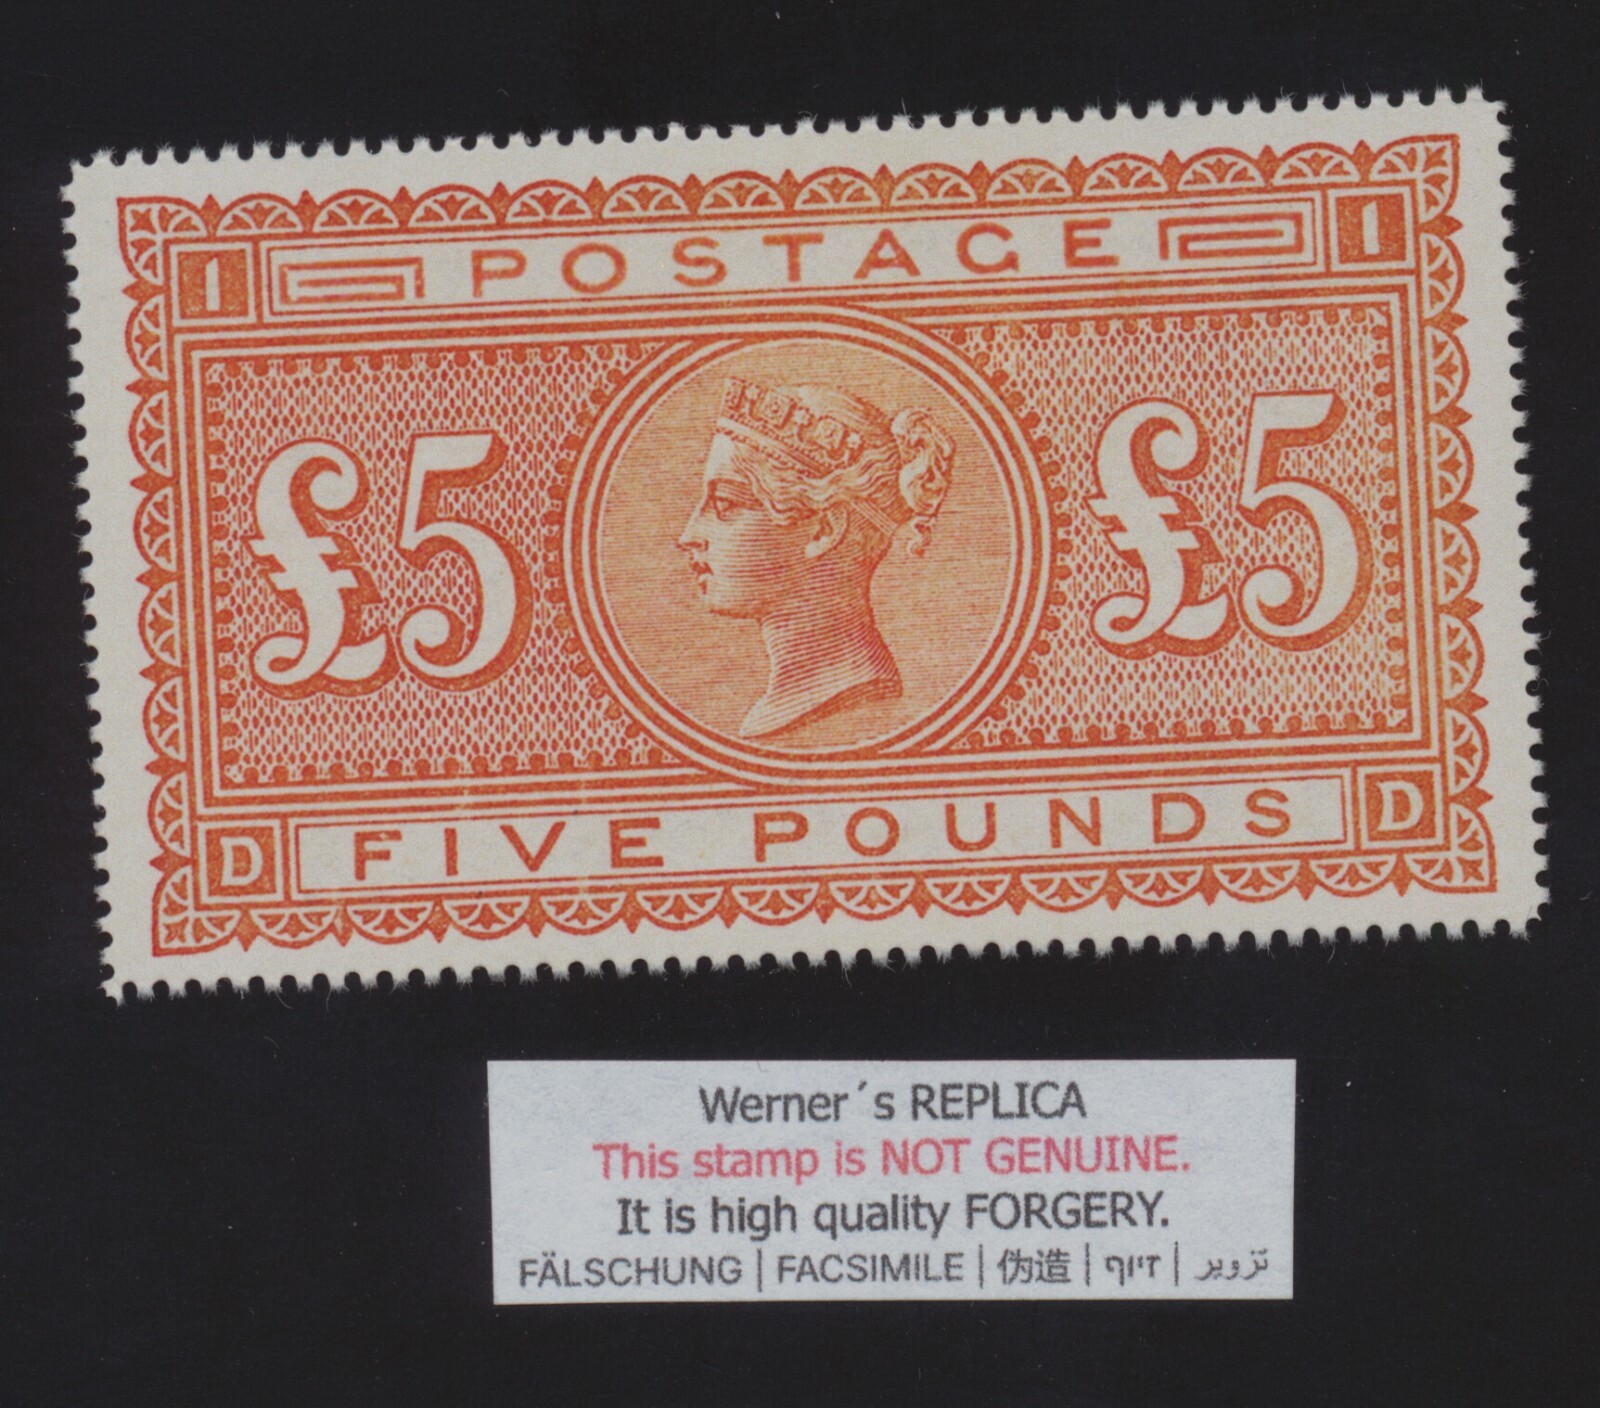 I POSTAGE I
£5 £5
D FIVE POUNDS D
Werner´s REPLICA
This stamp is NOT GENUINE.
It is high quality FORGERY.
FÄLSCHUNG | FACSIMILE | 伪造 | זיוף | تزوير